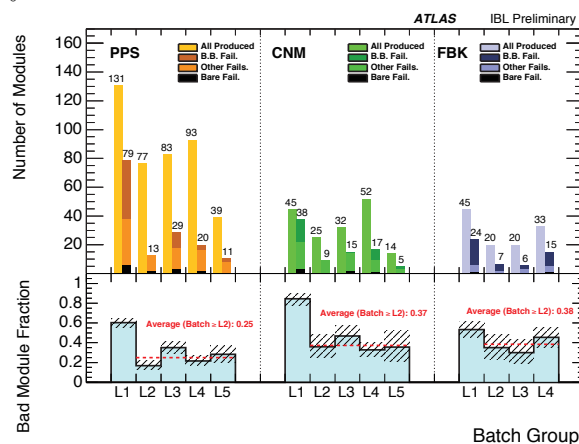 ATLAS IBL Preliminary
Number of Modules
160
140
120
100
80
60
40
20
PPS
All Produced
B.B. Fail.
Other Fails.
Bare Fail.
131
79
77
13
83
29
93
20
39
11
CNM
All Produced
B.B. Fail.
Other Fails.
Bare Fail.
45
38
25
9
32
15
52
17
14
5
FBK
All Produced
B.B. Fail.
Other Fails.
Bare Fail.
45
24
20
7
20
6
33
15
Bad Module Fraction
1
0.8
0.6
0.4
0.2
0
Average (Batch ≥ L2): 0.25
Average (Batch ≥ L2): 0.37
Average (Batch ≥ L2): 0.38
L1 L2 L3 L4 L5 L1 L2 L3 L4 L5 L1 L2 L3 L4
Batch Group